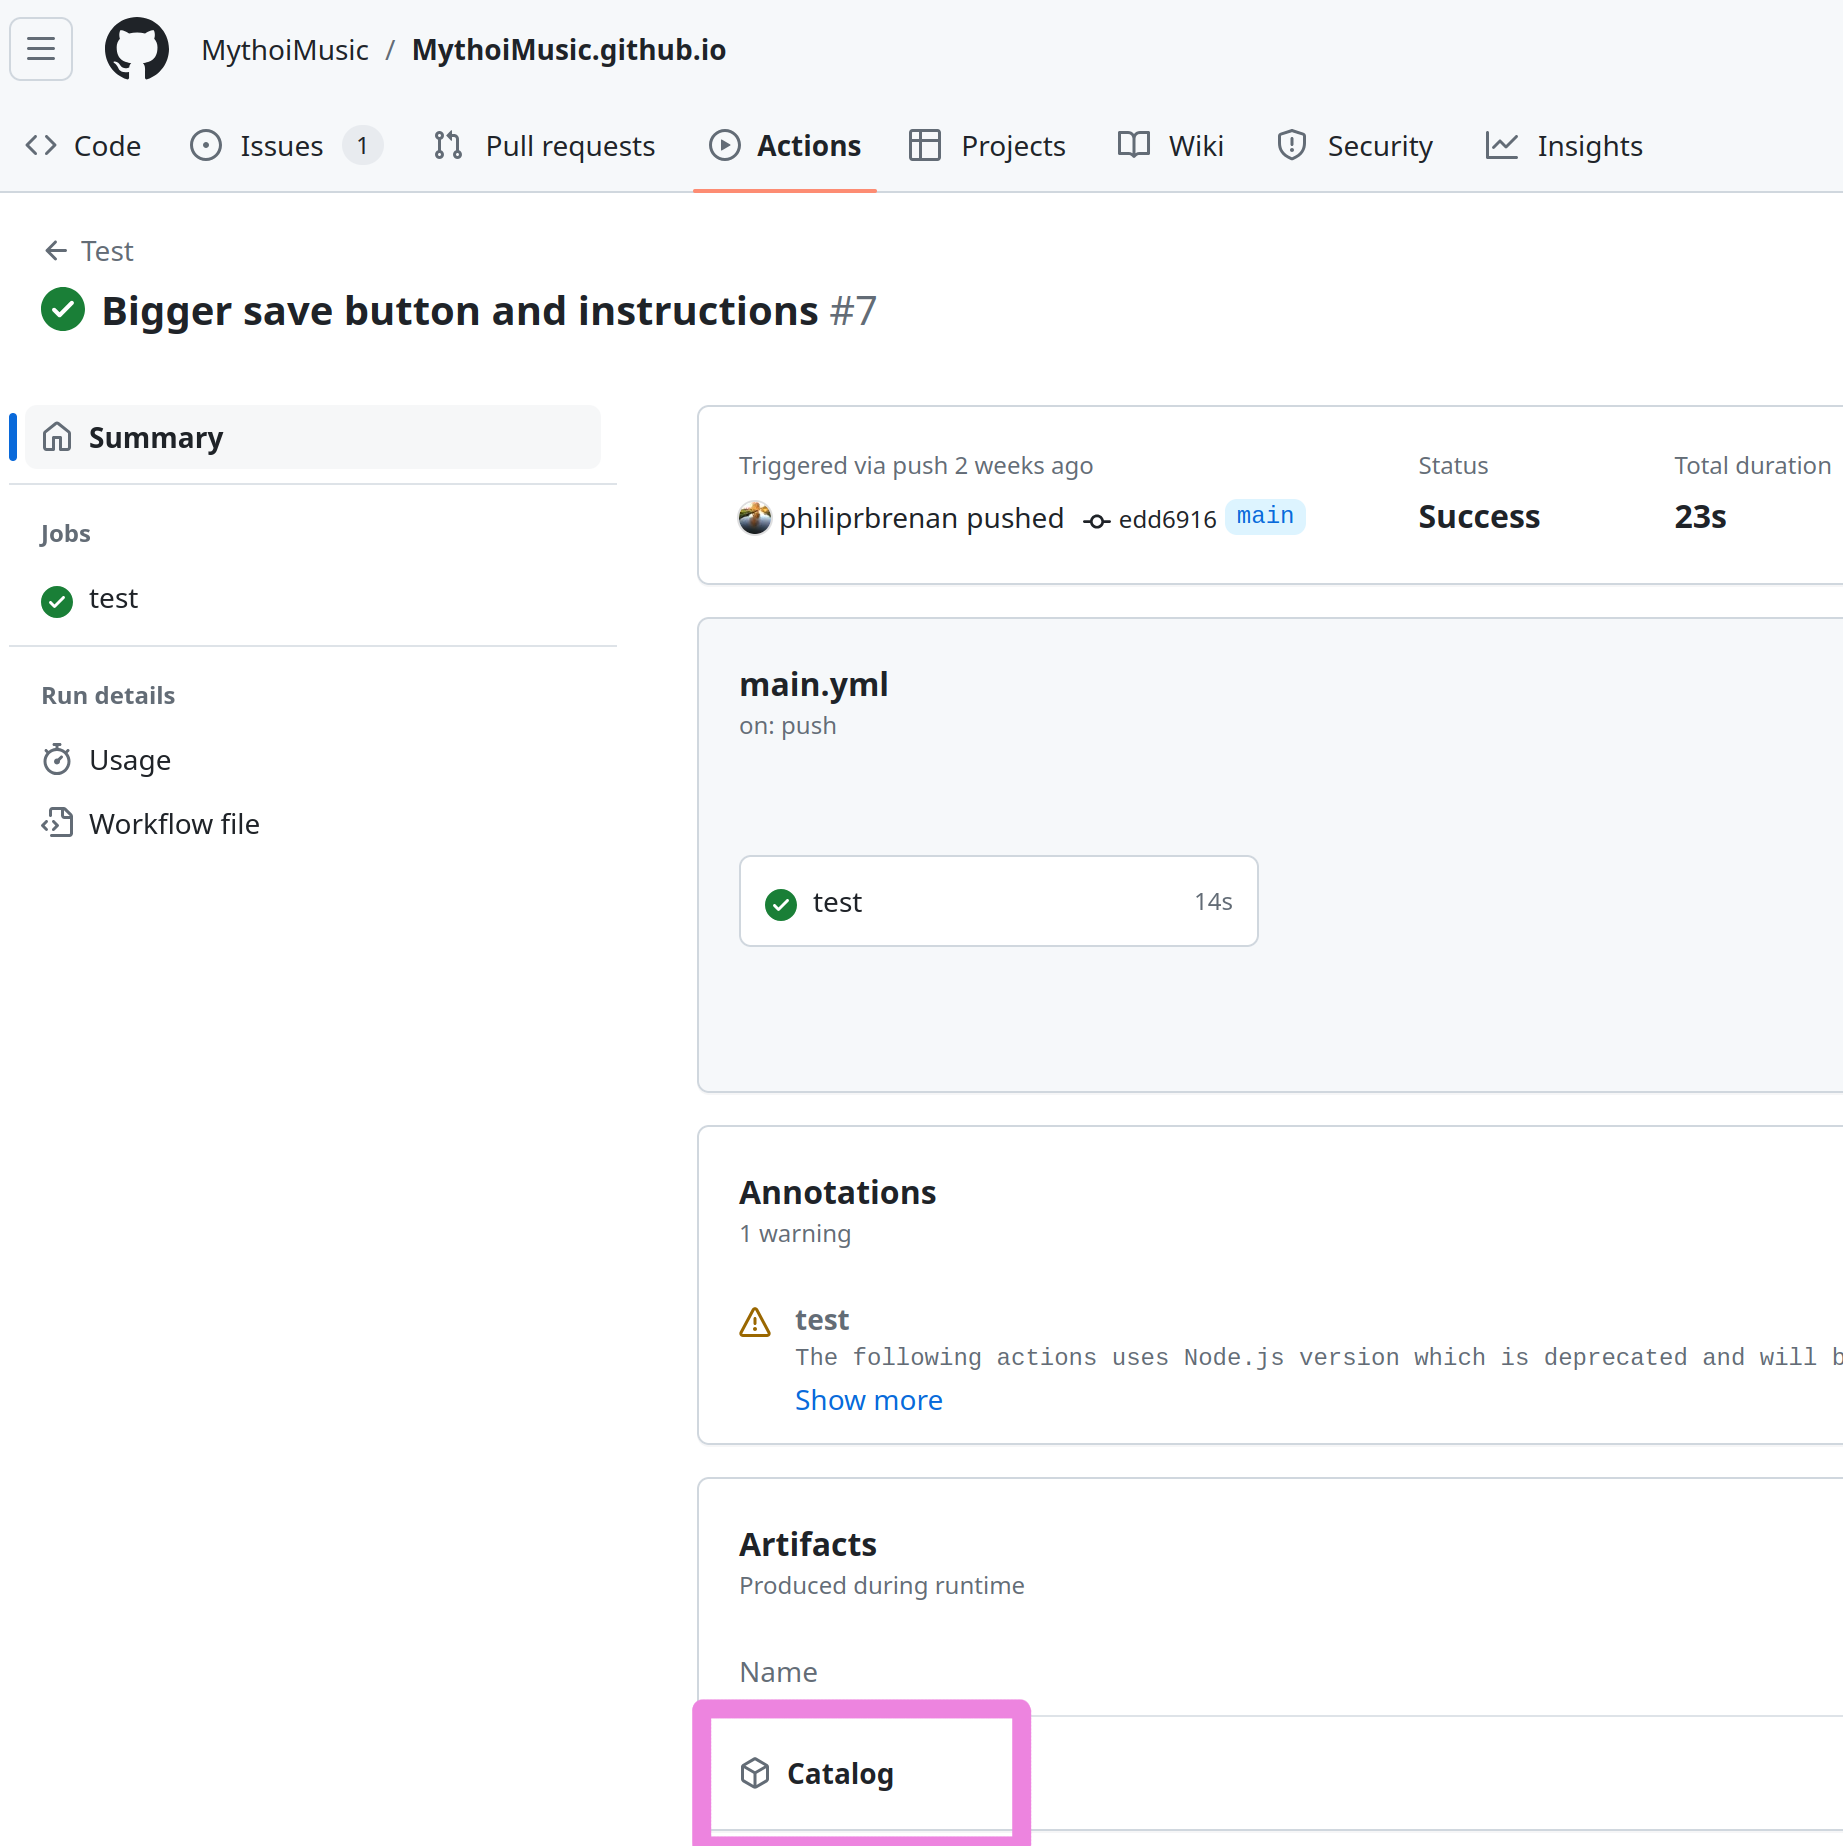 MythoiMusic / MythoiMusic.github.io
Code Issues 1 Pull requests Actions Projects Wiki Security Insights
Test
Bigger save button and instructions #7
Summary
Jobs
test
Run details
Usage
Workflow file
Triggered via push 2 weeks ago
philiprbrenan pushed edd6916 main
Status
Success
Total duration
23s
main.yml
on: push
test 14s
Annotations
1 warning
test
The following actions uses Node.js version which is deprecated and will b
Show more
Artifacts
Produced during runtime
Name
Catalog